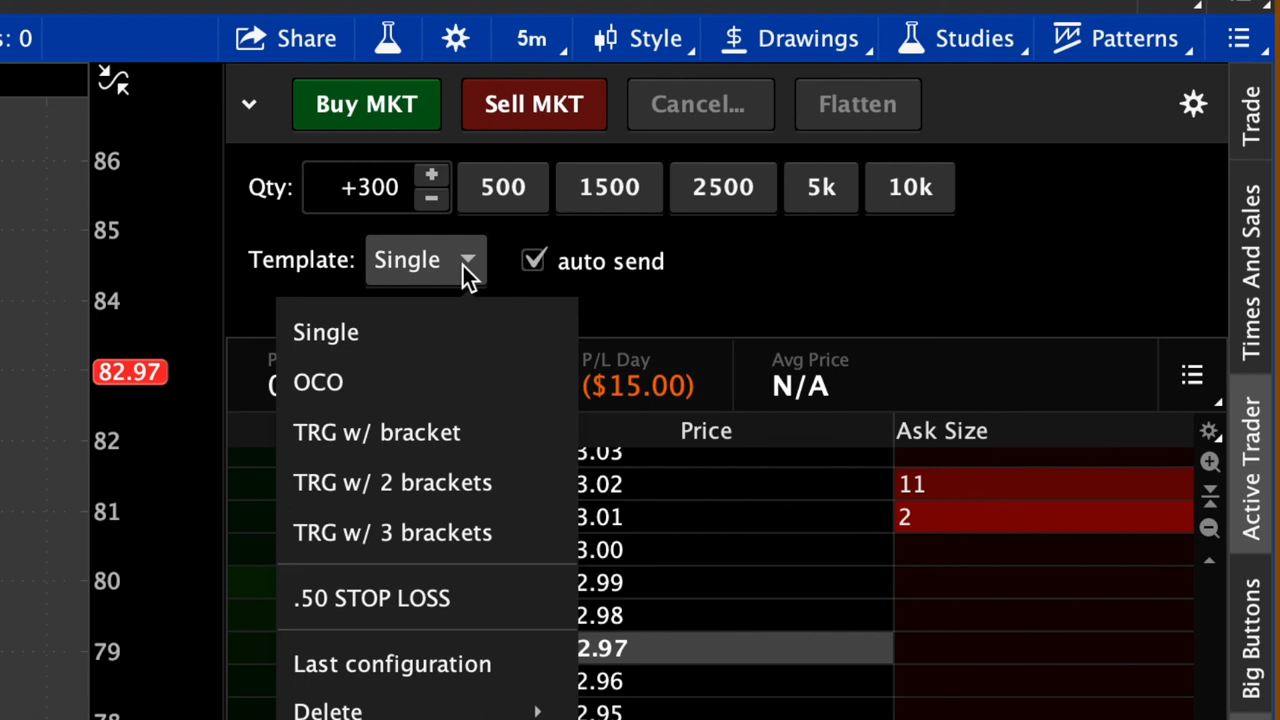 s: 0
Share
5m
Style
Drawings
Studies
Patterns
Buy MKT
Sell MKT
Cancel...
Flatten
Qty:
+300
500
1500
2500
5k
10k
Template:
Single
auto send
Single
OCO
TRG w/ bracket
TRG w/ 2 brackets
TRG w/ 3 brackets
.50 STOP LOSS
Last configuration
Delete
P/L Day
($15.00)
Avg Price
N/A
Price
Ask Size
3.03
3.02
11
3.01
2
3.00
2.99
2.98
2.97
2.96
2.95
86
85
84
82.97
82
81
80
79
78
Trade
Times And Sales
Active Trader
Big Buttons